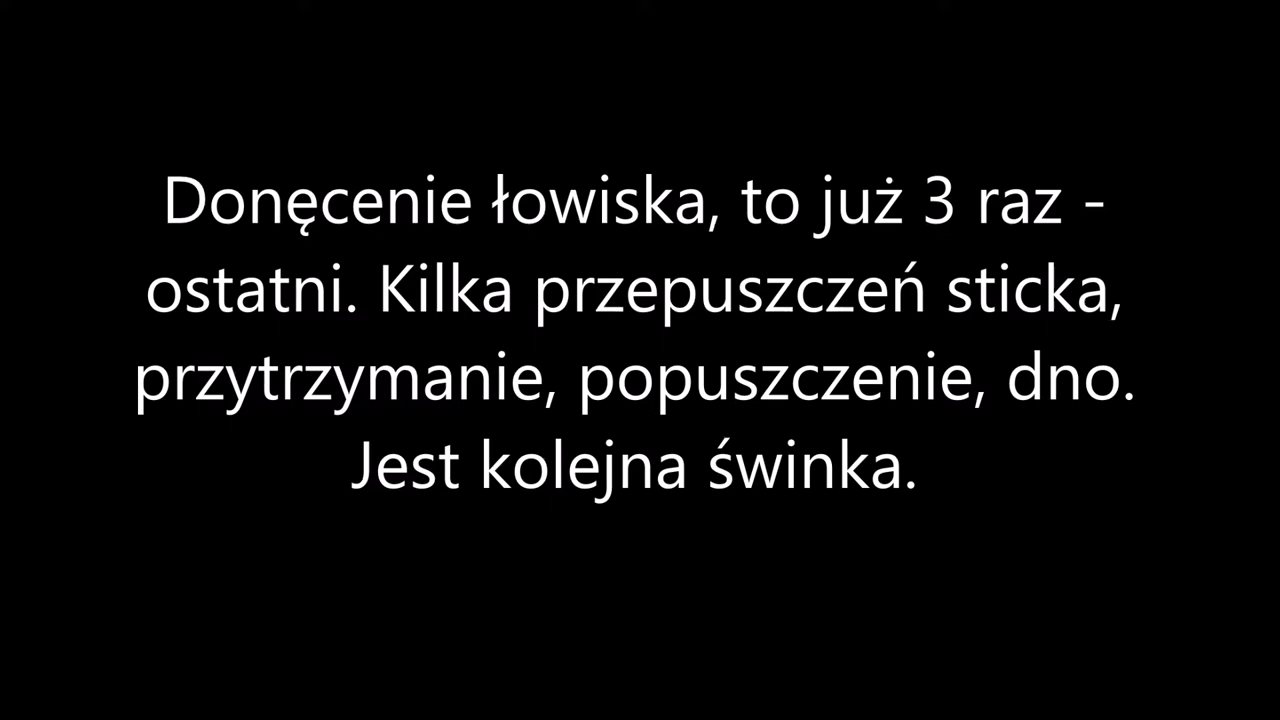 Donęcenie łowiska, to już 3 raz -
ostatni. Kilka przepuszczeń sticka,
przytrzymanie, popuszczenie, dno.
Jest kolejna świnka.